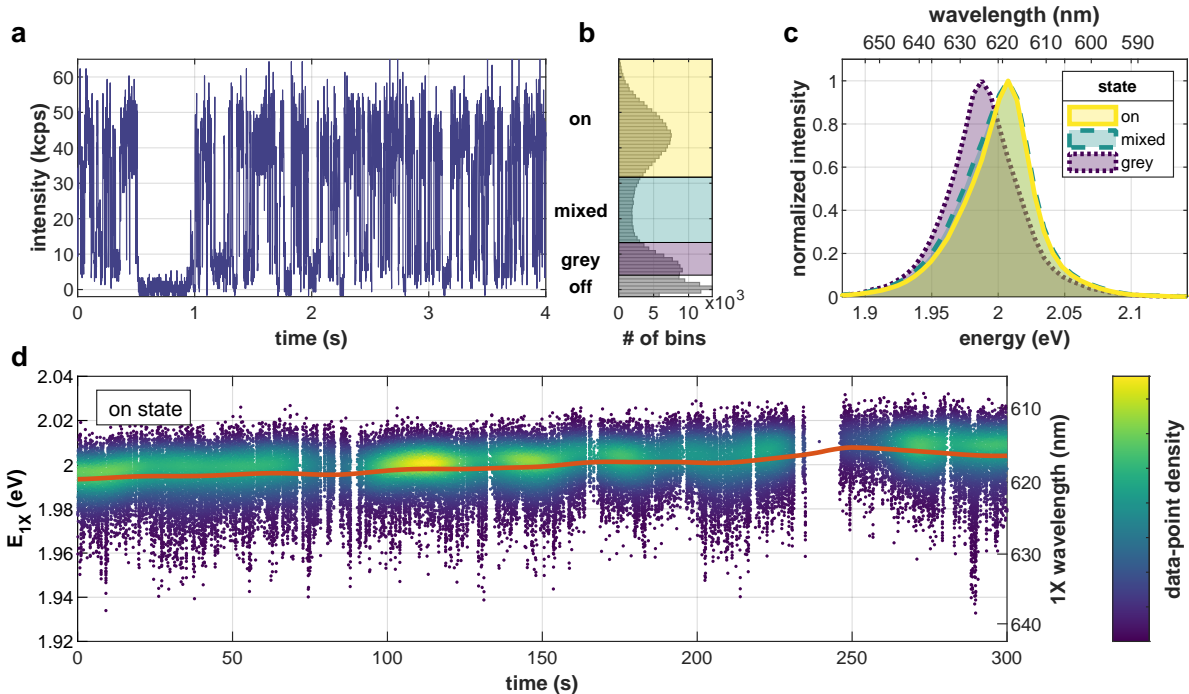 a
intensity (kcps)
60
50
40
30
20
10
0
0 1 2 3 4
time (s)
b
on
mixed
grey
off
0 5 10
x10³
# of bins
c
wavelength (nm)
650 640 630 620 610 600 590
normalized intensity
1
0.8
0.6
0.4
0.2
0
state
on
mixed
grey
1.9 1.95 2 2.05 2.1
energy (eV)
d
E1X
(eV)
2.04
2.02
2
1.98
1.96
1.94
1.92
on state
0 50 100 150 200 250 300
time (s)
610
620
630
640
1X wavelength (nm)
data-point density